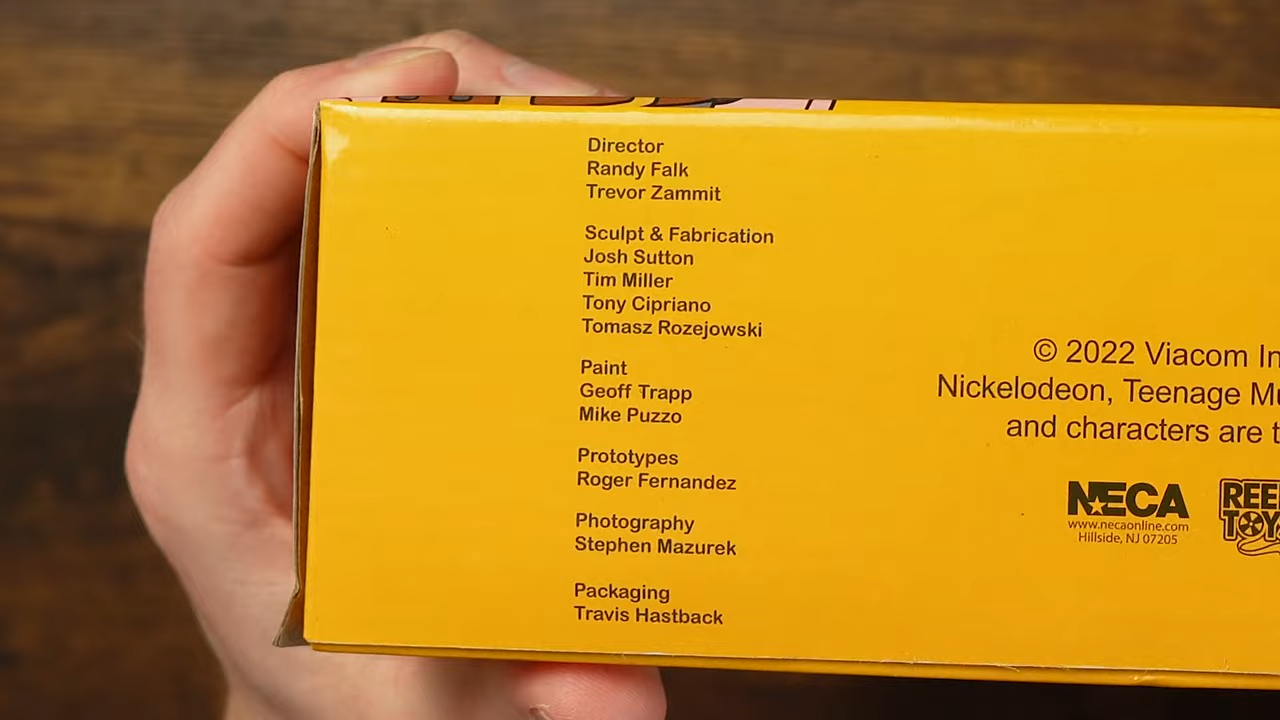 Director
Randy Falk
Trevor Zammit
Sculpt & Fabrication
Josh Sutton
Tim Miller
Tony Cipriano
Tomasz Rozejowski
Paint
Geoff Trapp
Mike Puzzo
Prototypes
Roger Fernandez
Photography
Stephen Mazurek
Packaging
Travis Hastback
© 2022 Viacom
Nickelodeon, Teenage
and characters are
NECA
www.necaonline.com
Hillside, NJ 07205